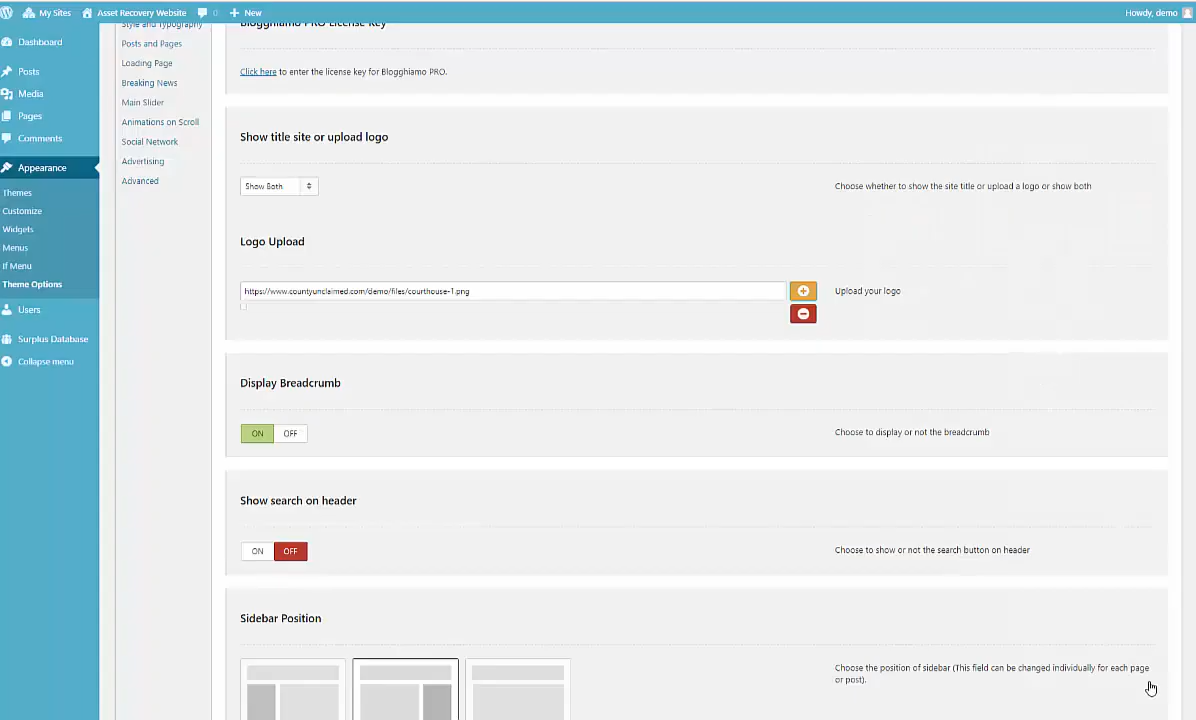 My Sites
Asset Recovery Website
0
New
Howdy, demo
Dashboard
Posts
Media
Pages
Comments
Appearance
Themes
Customize
Widgets
Menus
If Menu
Theme Options
Users
Surplus Database
Collapse menu
Style and Typography
Posts and Pages
Loading Page
Breaking News
Main Slider
Animations on Scroll
Social Network
Advertising
Advanced
Blogghiamo PRO License Key
Click here to enter the license key for Blogghiamo PRO.
Show title site or upload logo
Show Both
Choose whether to show the site title or upload a logo or show both
Logo Upload
https://www.countyunclaimed.com/demo/files/courthouse-1.png
Upload your logo
Display Breadcrumb
ON OFF
Choose to display or not the breadcrumb
Show search on header
ON OFF
Choose to show or not the search button on header
Sidebar Position
Choose the position of sidebar (This field can be changed individually for each page
or post).